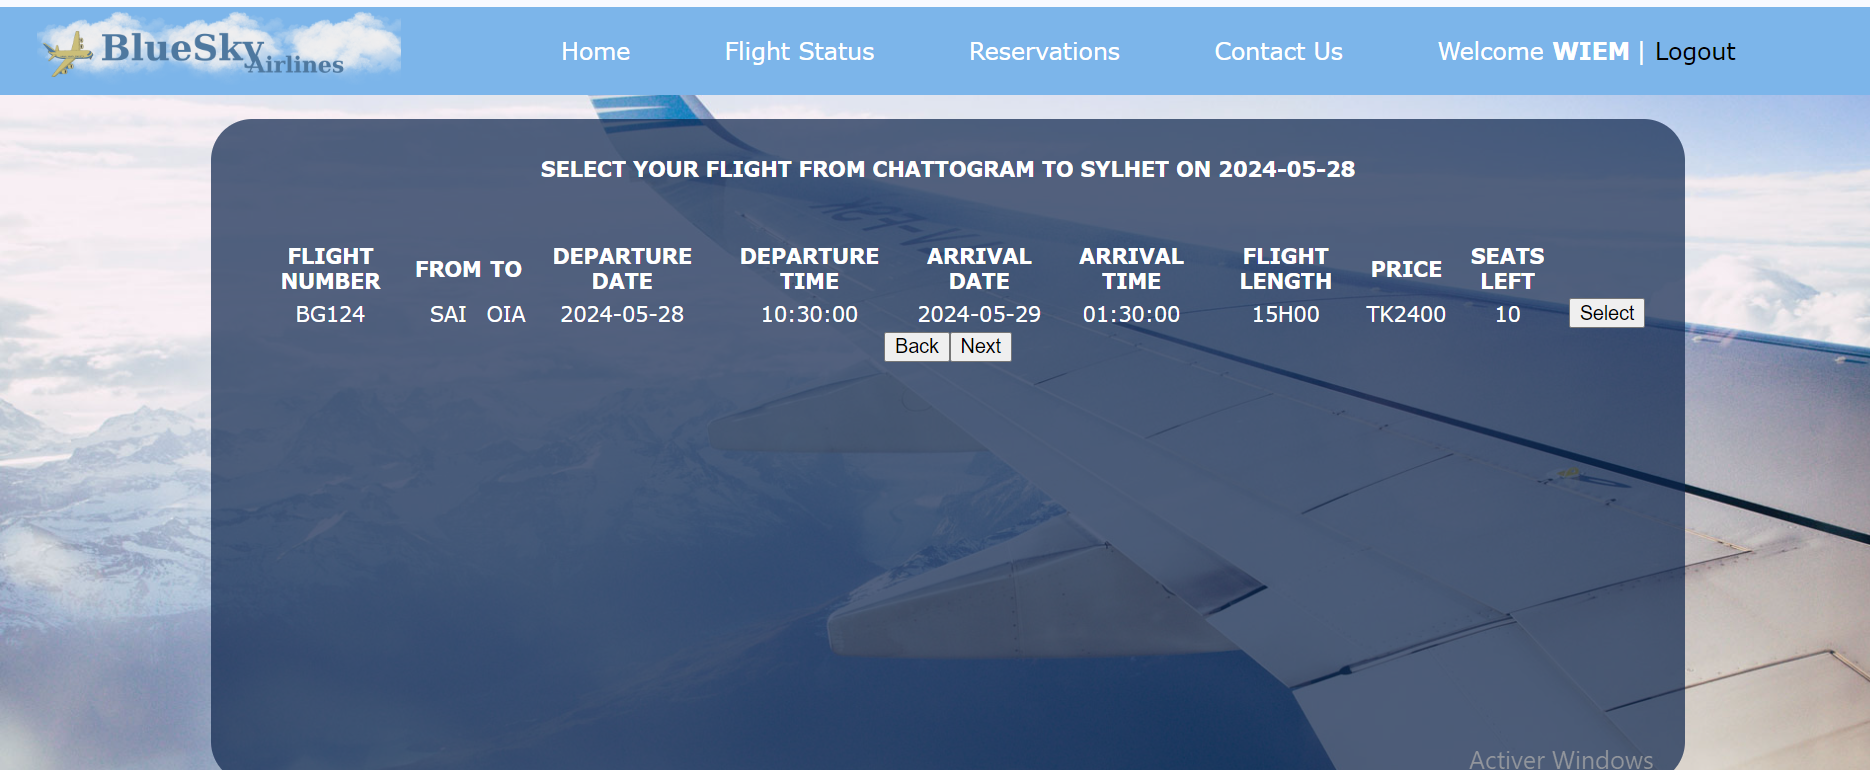 BlueSky Airlines
Home Flight Status Reservations Contact Us Welcome WIEM | Logout
SELECT YOUR FLIGHT FROM CHATTOGRAM TO SYLHET ON 2024-05-28
FLIGHT NUMBER FROM TO DEPARTURE DATE DEPARTURE TIME ARRIVAL DATE ARRIVAL TIME FLIGHT LENGTH PRICE SEATS LEFT
BG124 SAI OIA 2024-05-28 10:30:00 2024-05-29 01:30:00 15H00 TK2400 10 Select
Back Next
Activer Windows